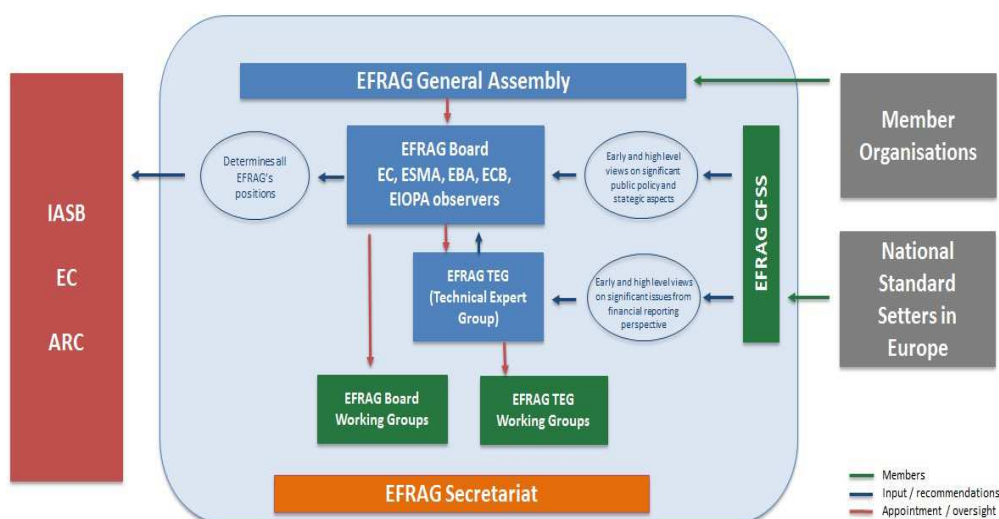 EFRAG General Assembly
IASB
EC
ARC
Determines all
EFRAG's
positions
EFRAG Board
EC, ESMA, EBA, ECB,
EIOPA observers
Early and high level
views on significant
public policy and
stategic aspects
EFRAG TEG
(Technical Expert
Group)
Early and high level views
on significant issues from
financial reporting
perspective
EFRAG CFSS
Member
Organisations
National
Standard
Setters in
Europe
EFRAG Board
Working Groups
EFRAG TEG
Working Groups
EFRAG Secretariat
Members
Input / recommendations
Appointment / oversight